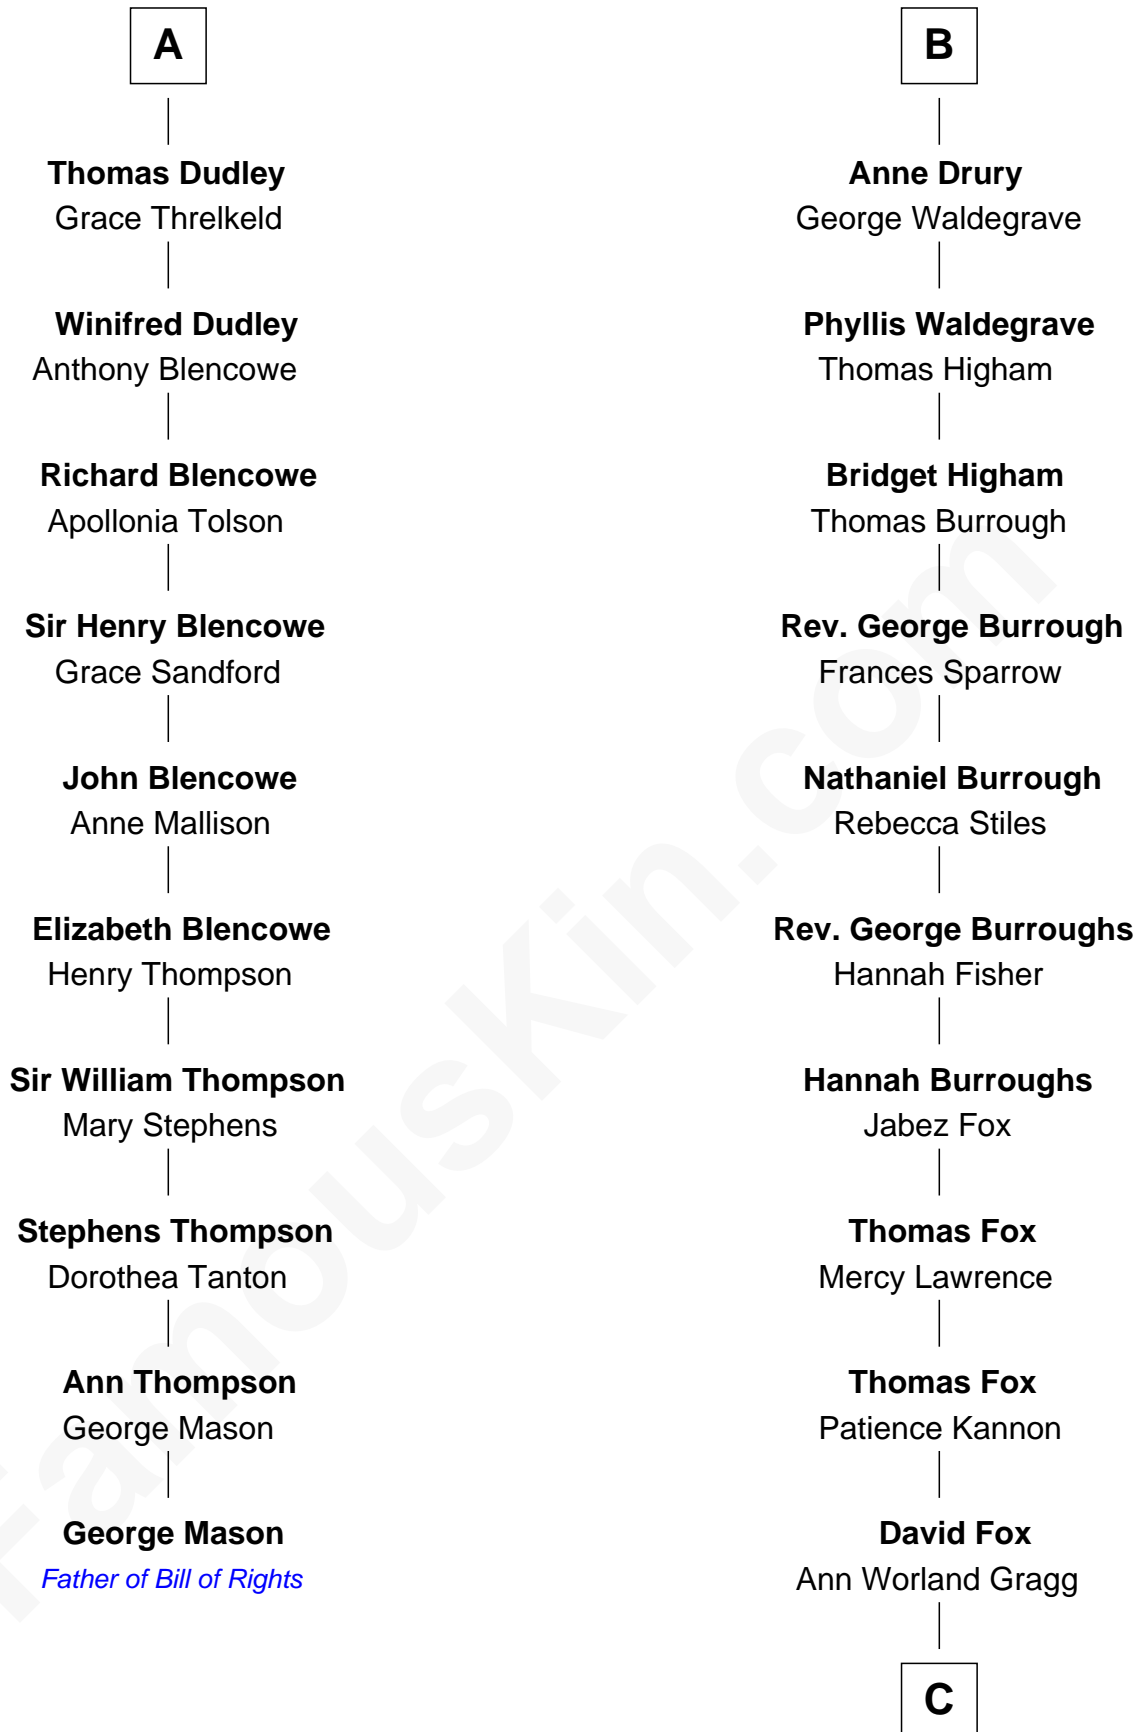 A
Thomas Dudley
Grace Threlkeld
Winifred Dudley
Anthony Blencowe
Richard Blencowe
Apollonia Tolson
Sir Henry Blencowe
Grace Sandford
John Blencowe
Anne Mallison
Elizabeth Blencowe
Henry Thompson
Sir William Thompson
Mary Stephens
Stephens Thompson
Dorothea Tanton
Ann Thompson
George Mason
George Mason
Father of Bill of Rights
B
Anne Drury
George Waldegrave
Phyllis Waldegrave
Thomas Higham
Bridget Higham
Thomas Burrough
Rev. George Burrough
Frances Sparrow
Nathaniel Burrough
Rebecca Stiles
Rev. George Burroughs
Hannah Fisher
Hannah Burroughs
Jabez Fox
Thomas Fox
Mercy Lawrence
Thomas Fox
Patience Kannon
David Fox
Ann Worland Gragg
C
FamousKin.com